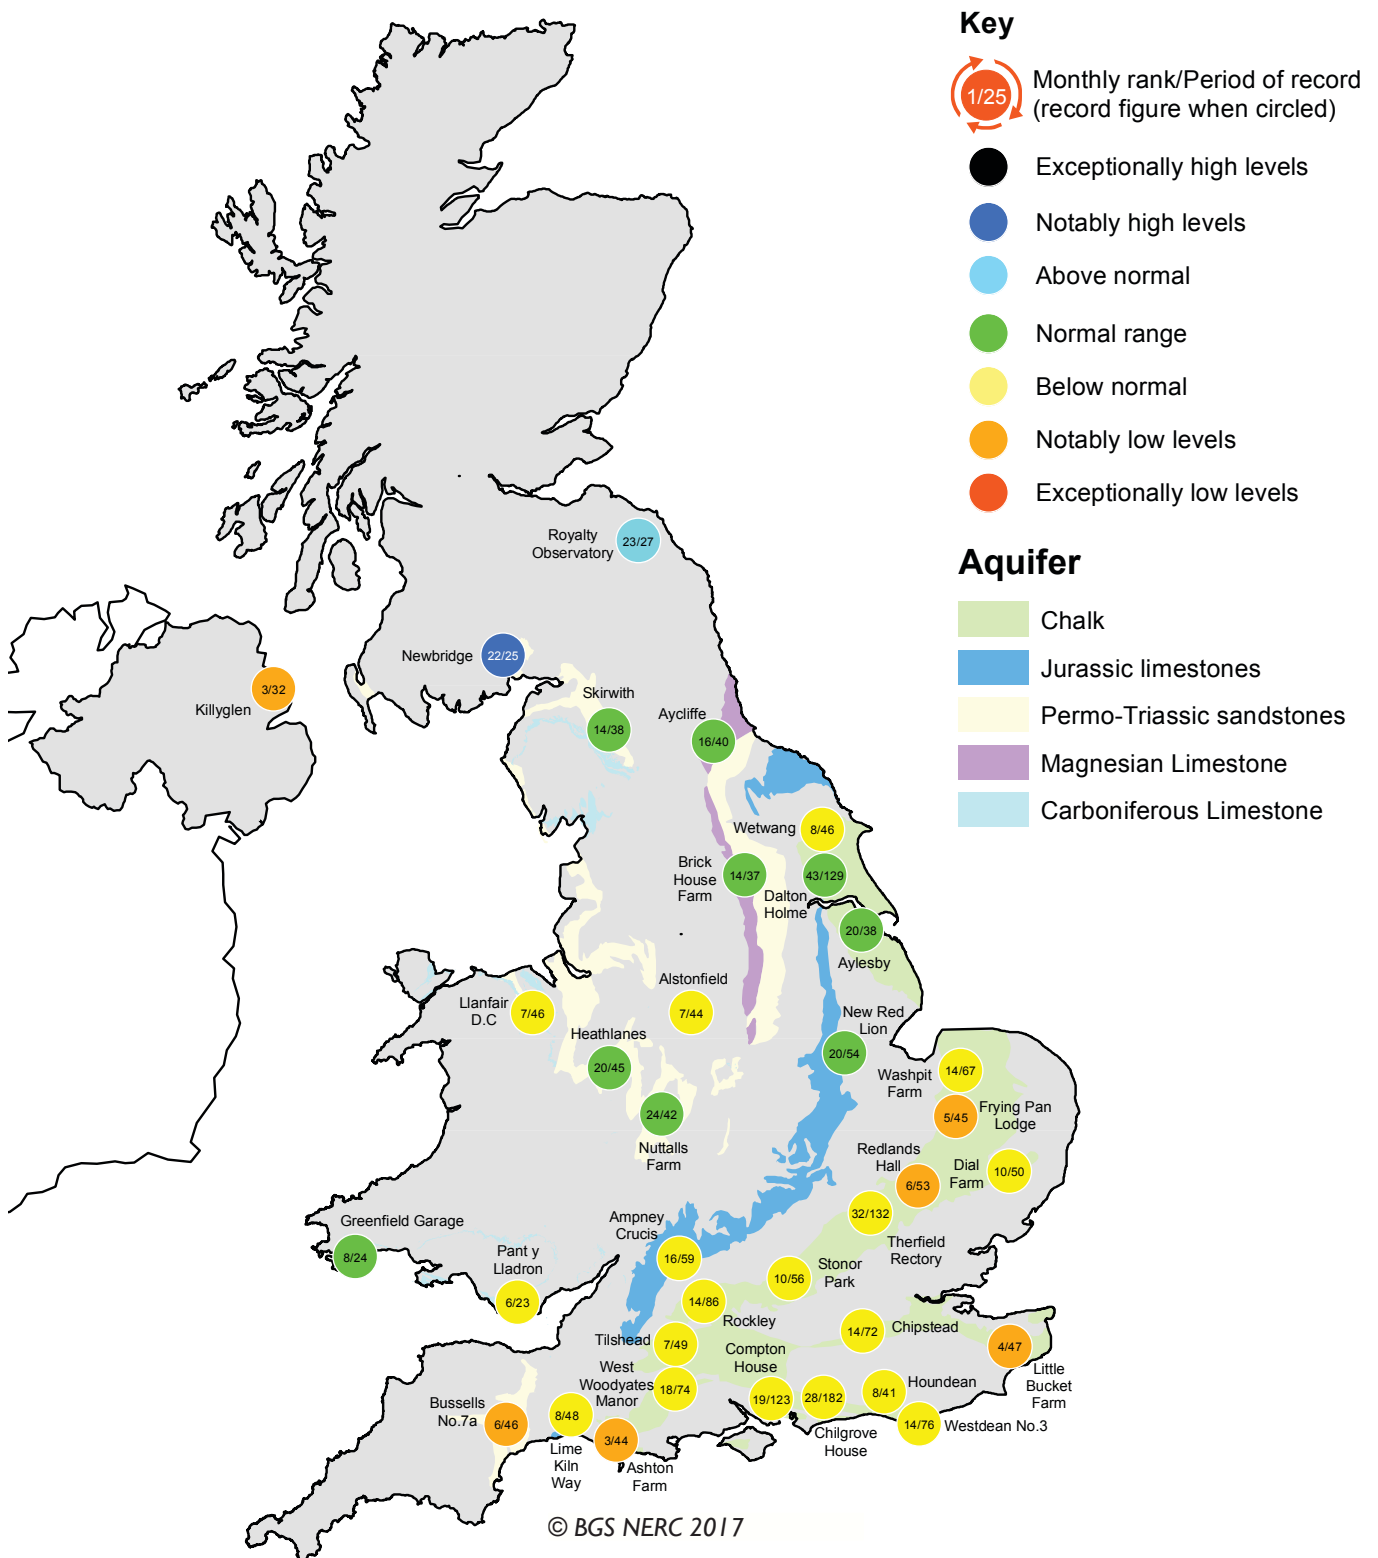 Key
1/25
Monthly rank/Period of record
(record figure when circled)
Exceptionally high levels
Notably high levels
Above normal
Normal range
Below normal
Notably low levels
Exceptionally low levels
Aquifer
Chalk
Jurassic limestones
Permo-Triassic sandstones
Magnesian Limestone
Carboniferous Limestone
Royalty
Observatory
23/27
Newbridge
22/25
Killyglen
3/32
Skirwith
14/38
Aycliffe
16/40
Wetwang
8/46
Brick
House
Farm
14/37
Dalton
Holme
43/129
20/38
Aylesby
Llanfair
D.C
7/46
Alstonfield
7/44
New Red
Lion
20/54
Heathlanes
20/45
Washpit
Farm
14/67
24/42
Nuttalls
Farm
5/45
Frying Pan
Lodge
Redlands
Hall
6/53
Dial
Farm
10/50
32/132
Therfield
Rectory
Greenfield Garage
8/24
Pant y
Lladron
6/23
Ampney
Crucis
16/59
10/56
Stonor
Park
14/86
Rockley
Tilshead
7/49
14/72
Chipstead
4/47
Little
Bucket
Farm
Compton
House
19/123
West
Woodyates
Manor
18/74
28/182
Chilgrove
House
8/41
Houndean
14/76
Westdean No.3
Bussells
No.7a
6/46
8/48
Lime
Kiln
Way
3/44
Ashton
Farm
© BGS NERC 2017